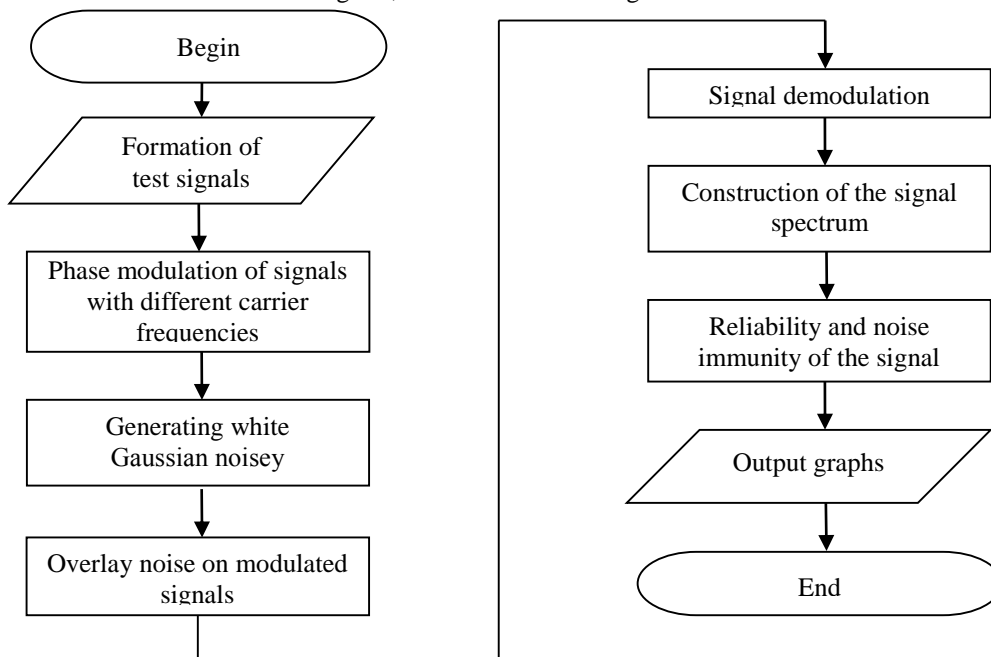 Begin
Formation of
test signals
Phase modulation of signals
with different carrier
frequencies
Generating white
Gaussian noisey
Overlay noise on modulated
signals
Signal demodulation
Construction of the signal
spectrum
Reliability and noise
immunity of the signal
Output graphs
End